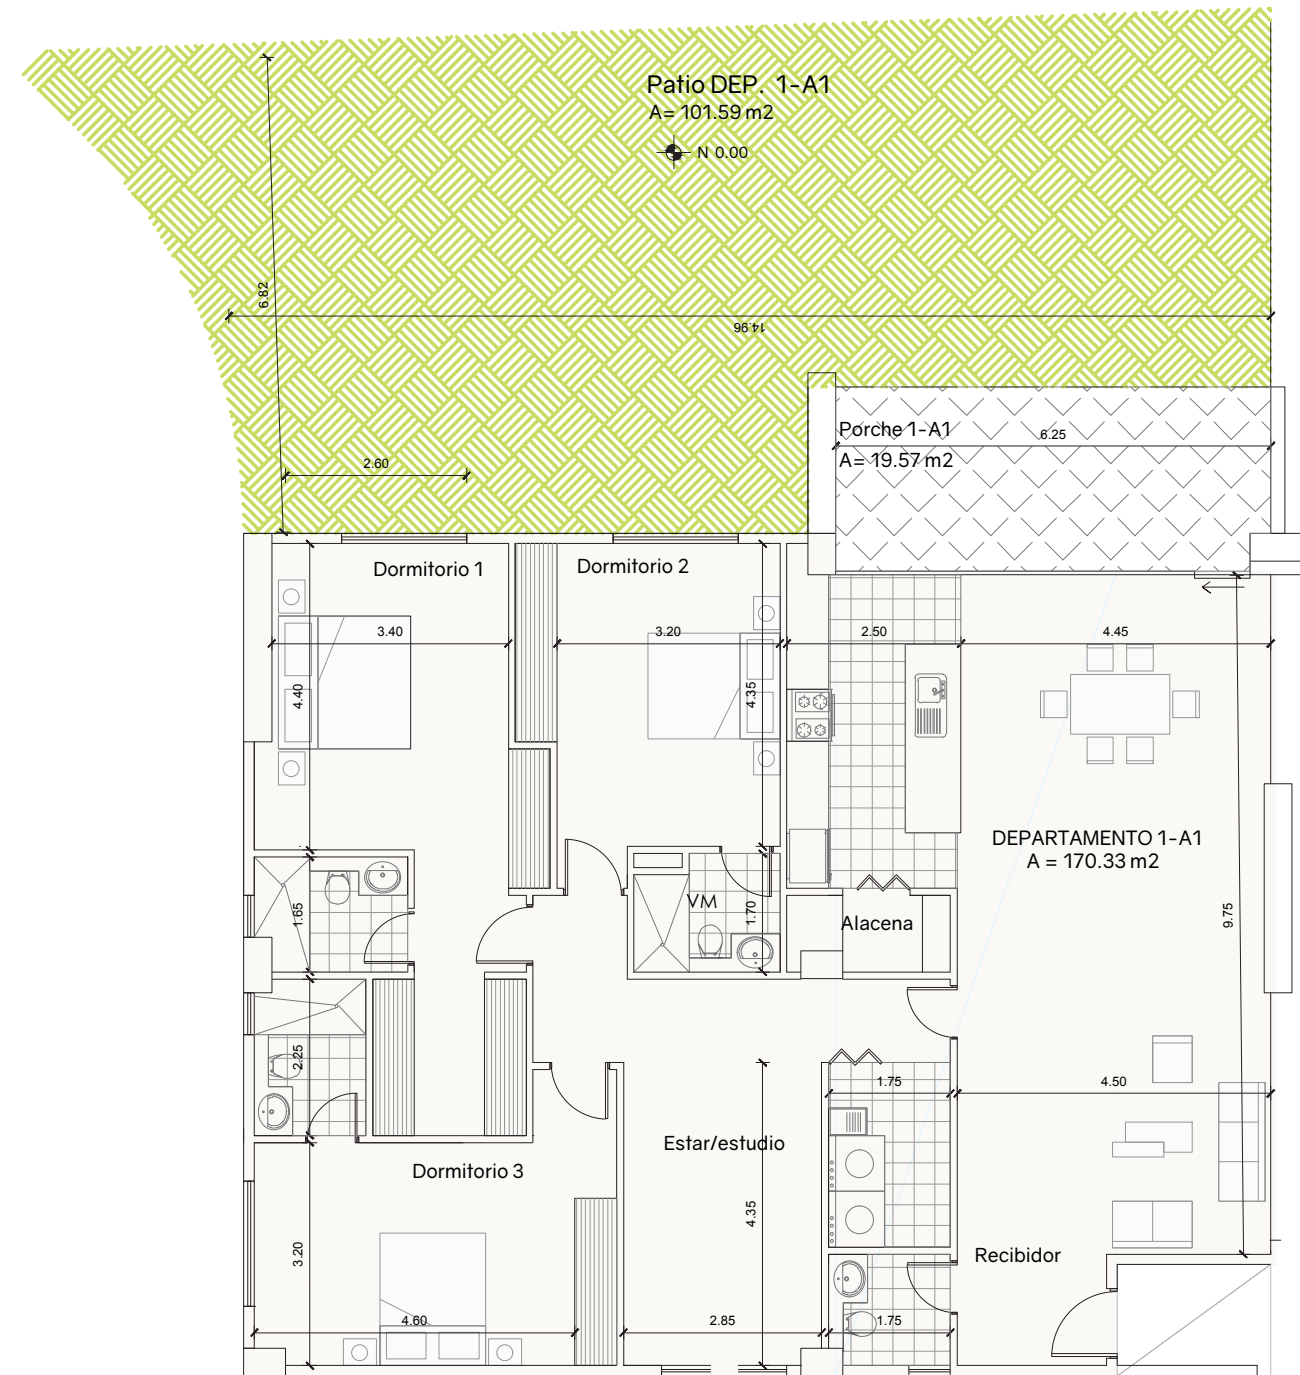 Patio DEP. 1-A1
A= 101.59 m2
N 0.00
6.82
14.96
Porche 1-A1
6.25
A= 19.57 m2
2.60
Dormitorio 1
Dormitorio 2
3.40
3.20
2.50
4.45
4.40
4.35
DEPARTAMENTO 1-A1
A = 170.33 m2
VM
1.65
1.70
Alacena
9.75
2.25
1.75
4.50
Estar/estudio
Dormitorio 3
4.35
3.20
Recibidor
4.60
2.85
1.75